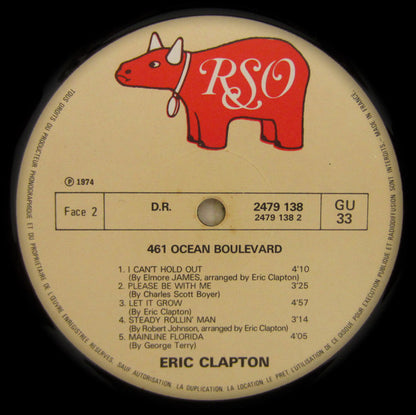 RSO
℗ 1974
Face 2
D.R.
2479 138
2479 138 2
GU
33
461 OCEAN BOULEVARD
1. I CAN'T HOLD OUT 4'10
(By Elmore JAMES, arranged by Eric Clapton)
2. PLEASE BE WITH ME 3'25
(By Charles Scott Boyer)
3. LET IT GROW 4'57
(By Eric Clapton)
4. STEADY ROLLIN' MAN 3'14
(By Robert Johnson, arranged by Eric Clapton)
5. MAINLINE FLORIDA 4'05
(By George Terry)
ERIC CLAPTON
TOUS DROITS DU PRODUCTEUR PHONOGRAPHIQUE ET DU PROPRIETAIRE DE L'ŒUVRE ENREGISTREE RESERVES. SAUF AUTORISATION, LA DUPLICATION, LA LOCATION, LE PRET, L'UTILISATION DE CE DISQUE POUR EXECUTION PUBLIQUE ET RADIODIFFUSION SONT INTERDITS - MADE IN FRANCE.